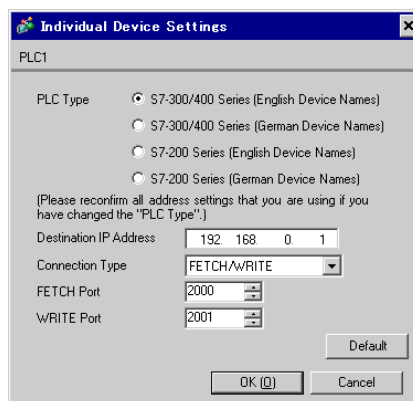 Individual Device Settings
PLC1
PLC Type
S7-300/400 Series (English Device Names)
S7-300/400 Series (German Device Names)
S7-200 Series (English Device Names)
S7-200 Series (German Device Names)
(Please reconfirm all address settings that you are using if you
have changed the "PLC Type".)
Destination IP Address 192. 168. 0. 1
Connection Type FETCH/WRITE
FETCH Port 2000
WRITE Port 2001
Default
OK (O) Cancel